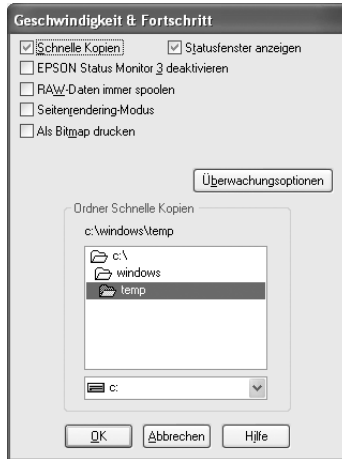 Geschwindigkeit & Fortschritt
Schnelle Kopien Statusfenster anzeigen
EPSON Status Monitor 3 deaktivieren
RAW-Daten immer spoolen
Seitenrendering-Modus
Als Bitmap drucken
Überwachungsoptionen
Ordner Schnelle Kopien
c:\windows\temp
c:\
windows
temp
c:
OK Abbrechen Hilfe